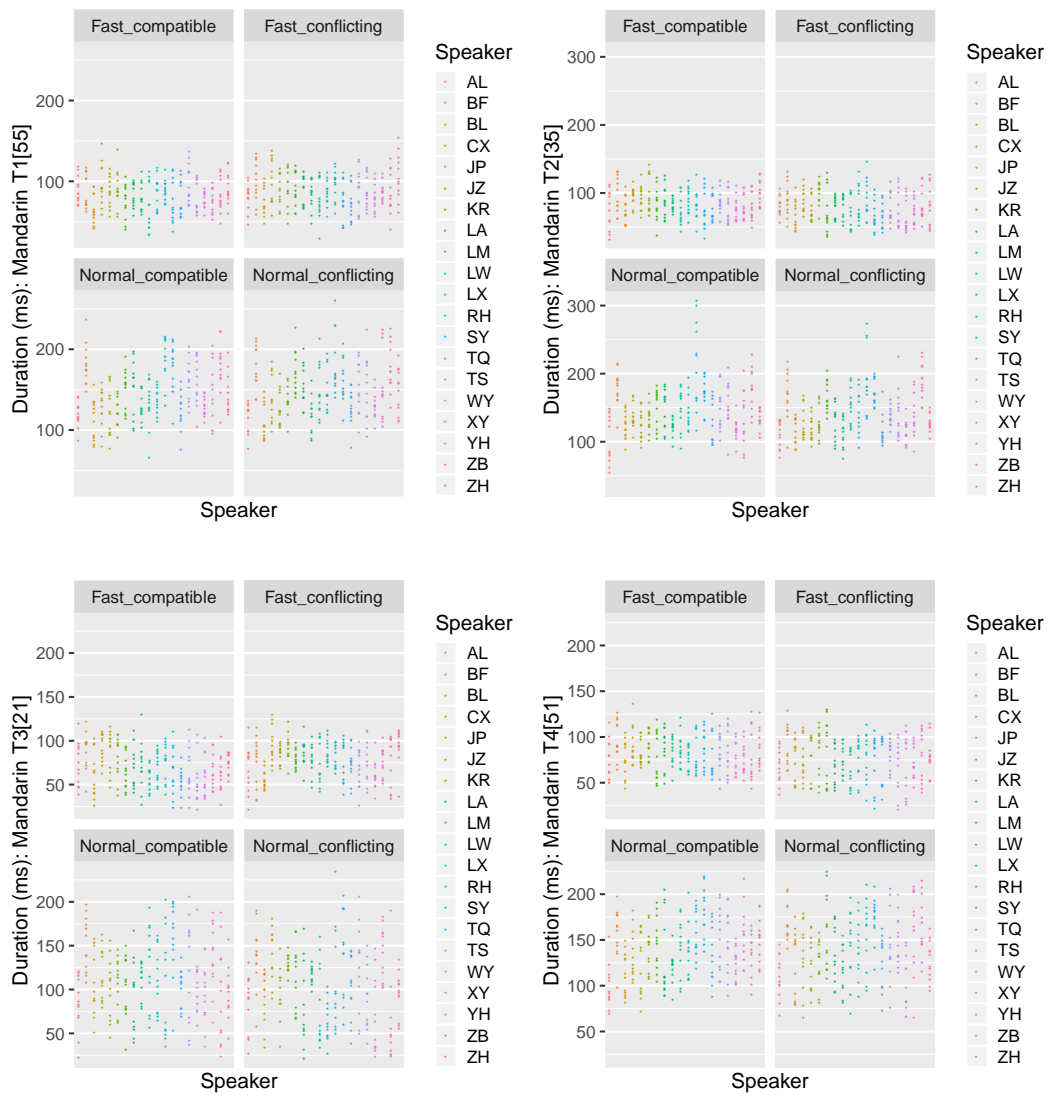 Fast_compatible
Fast_conflicting
Normal_compatible
Normal_conflicting
200
100
200
100
Duration (ms): Mandarin T1[55]
Speaker
Speaker
AL
BF
BL
CX
JP
JZ
KR
LA
LM
LW
LX
RH
SY
TQ
TS
WY
XY
YH
ZB
ZH
Fast_compatible
Fast_conflicting
Normal_compatible
Normal_conflicting
300
200
100
300
200
100
Duration (ms): Mandarin T2[35]
Speaker
Speaker
AL
BF
BL
CX
JP
JZ
KR
LA
LM
LW
LX
RH
SY
TQ
TS
WY
XY
YH
ZB
ZH
Fast_compatible
Fast_conflicting
Normal_compatible
Normal_conflicting
200
150
100
50
200
150
100
50
Duration (ms): Mandarin T3[21]
Speaker
Speaker
AL
BF
BL
CX
JP
JZ
KR
LA
LM
LW
LX
RH
SY
TQ
TS
WY
XY
YH
ZB
ZH
Fast_compatible
Fast_conflicting
Normal_compatible
Normal_conflicting
200
150
100
50
200
150
100
50
Duration (ms): Mandarin T4[51]
Speaker
Speaker
AL
BF
BL
CX
JP
JZ
KR
LA
LM
LW
LX
RH
SY
TQ
TS
WY
XY
YH
ZB
ZH